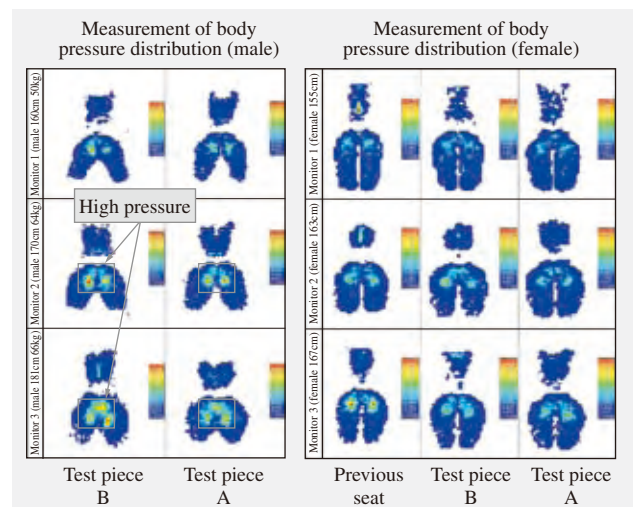 Measurement of body
pressure distribution (male)
Measurement of body
pressure distribution (female)
Monitor 1 (male 160cm 50kg)
Monitor 2 (male 170cm 64kg)
Monitor 3 (male 181cm 66kg)
High pressure
Monitor 1 (female 155cm)
Monitor 2 (female 163cm)
Monitor 3 (female 167cm)
Test piece
B
Test piece
A
Previous
seat
Test piece
B
Test piece
A